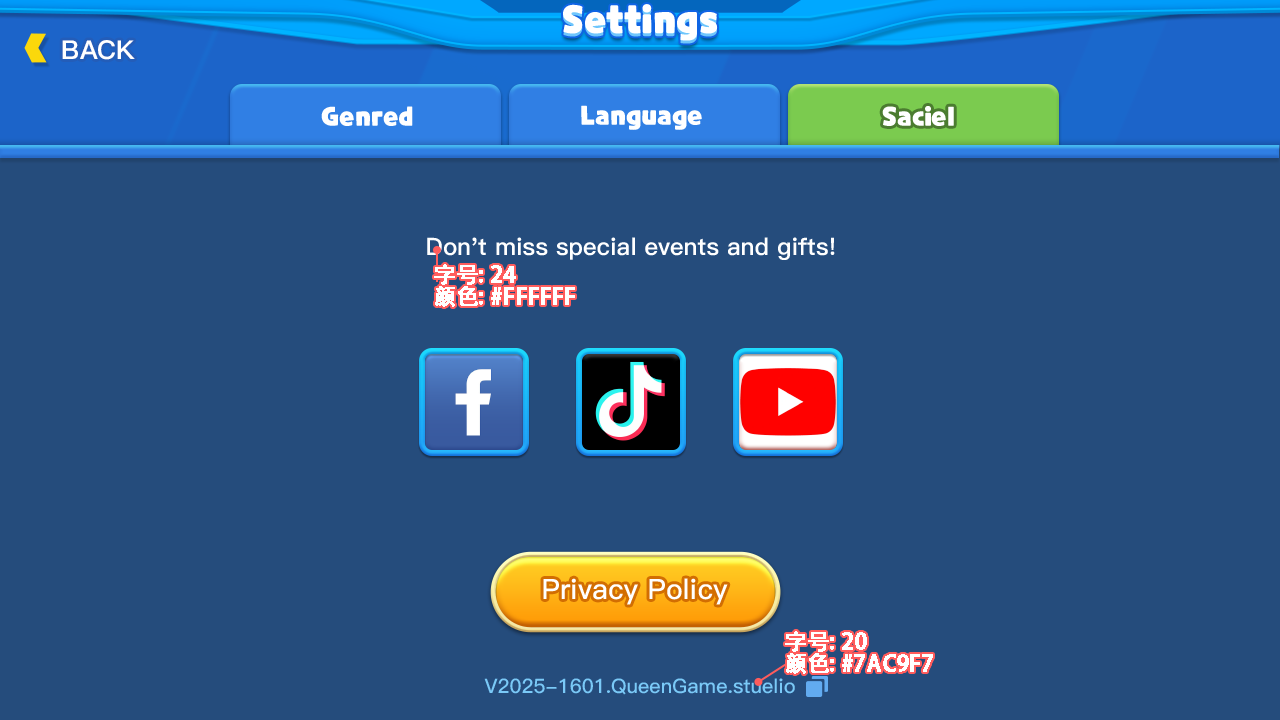 Settings
BACK
Genred
Language
Saciel
Don't miss special events and gifts!
字号: 24
颜色: #FFFFFF
Privacy Policy
字号: 20
颜色: #7AC9F7
V2025-1601.QueenGame.stuelio